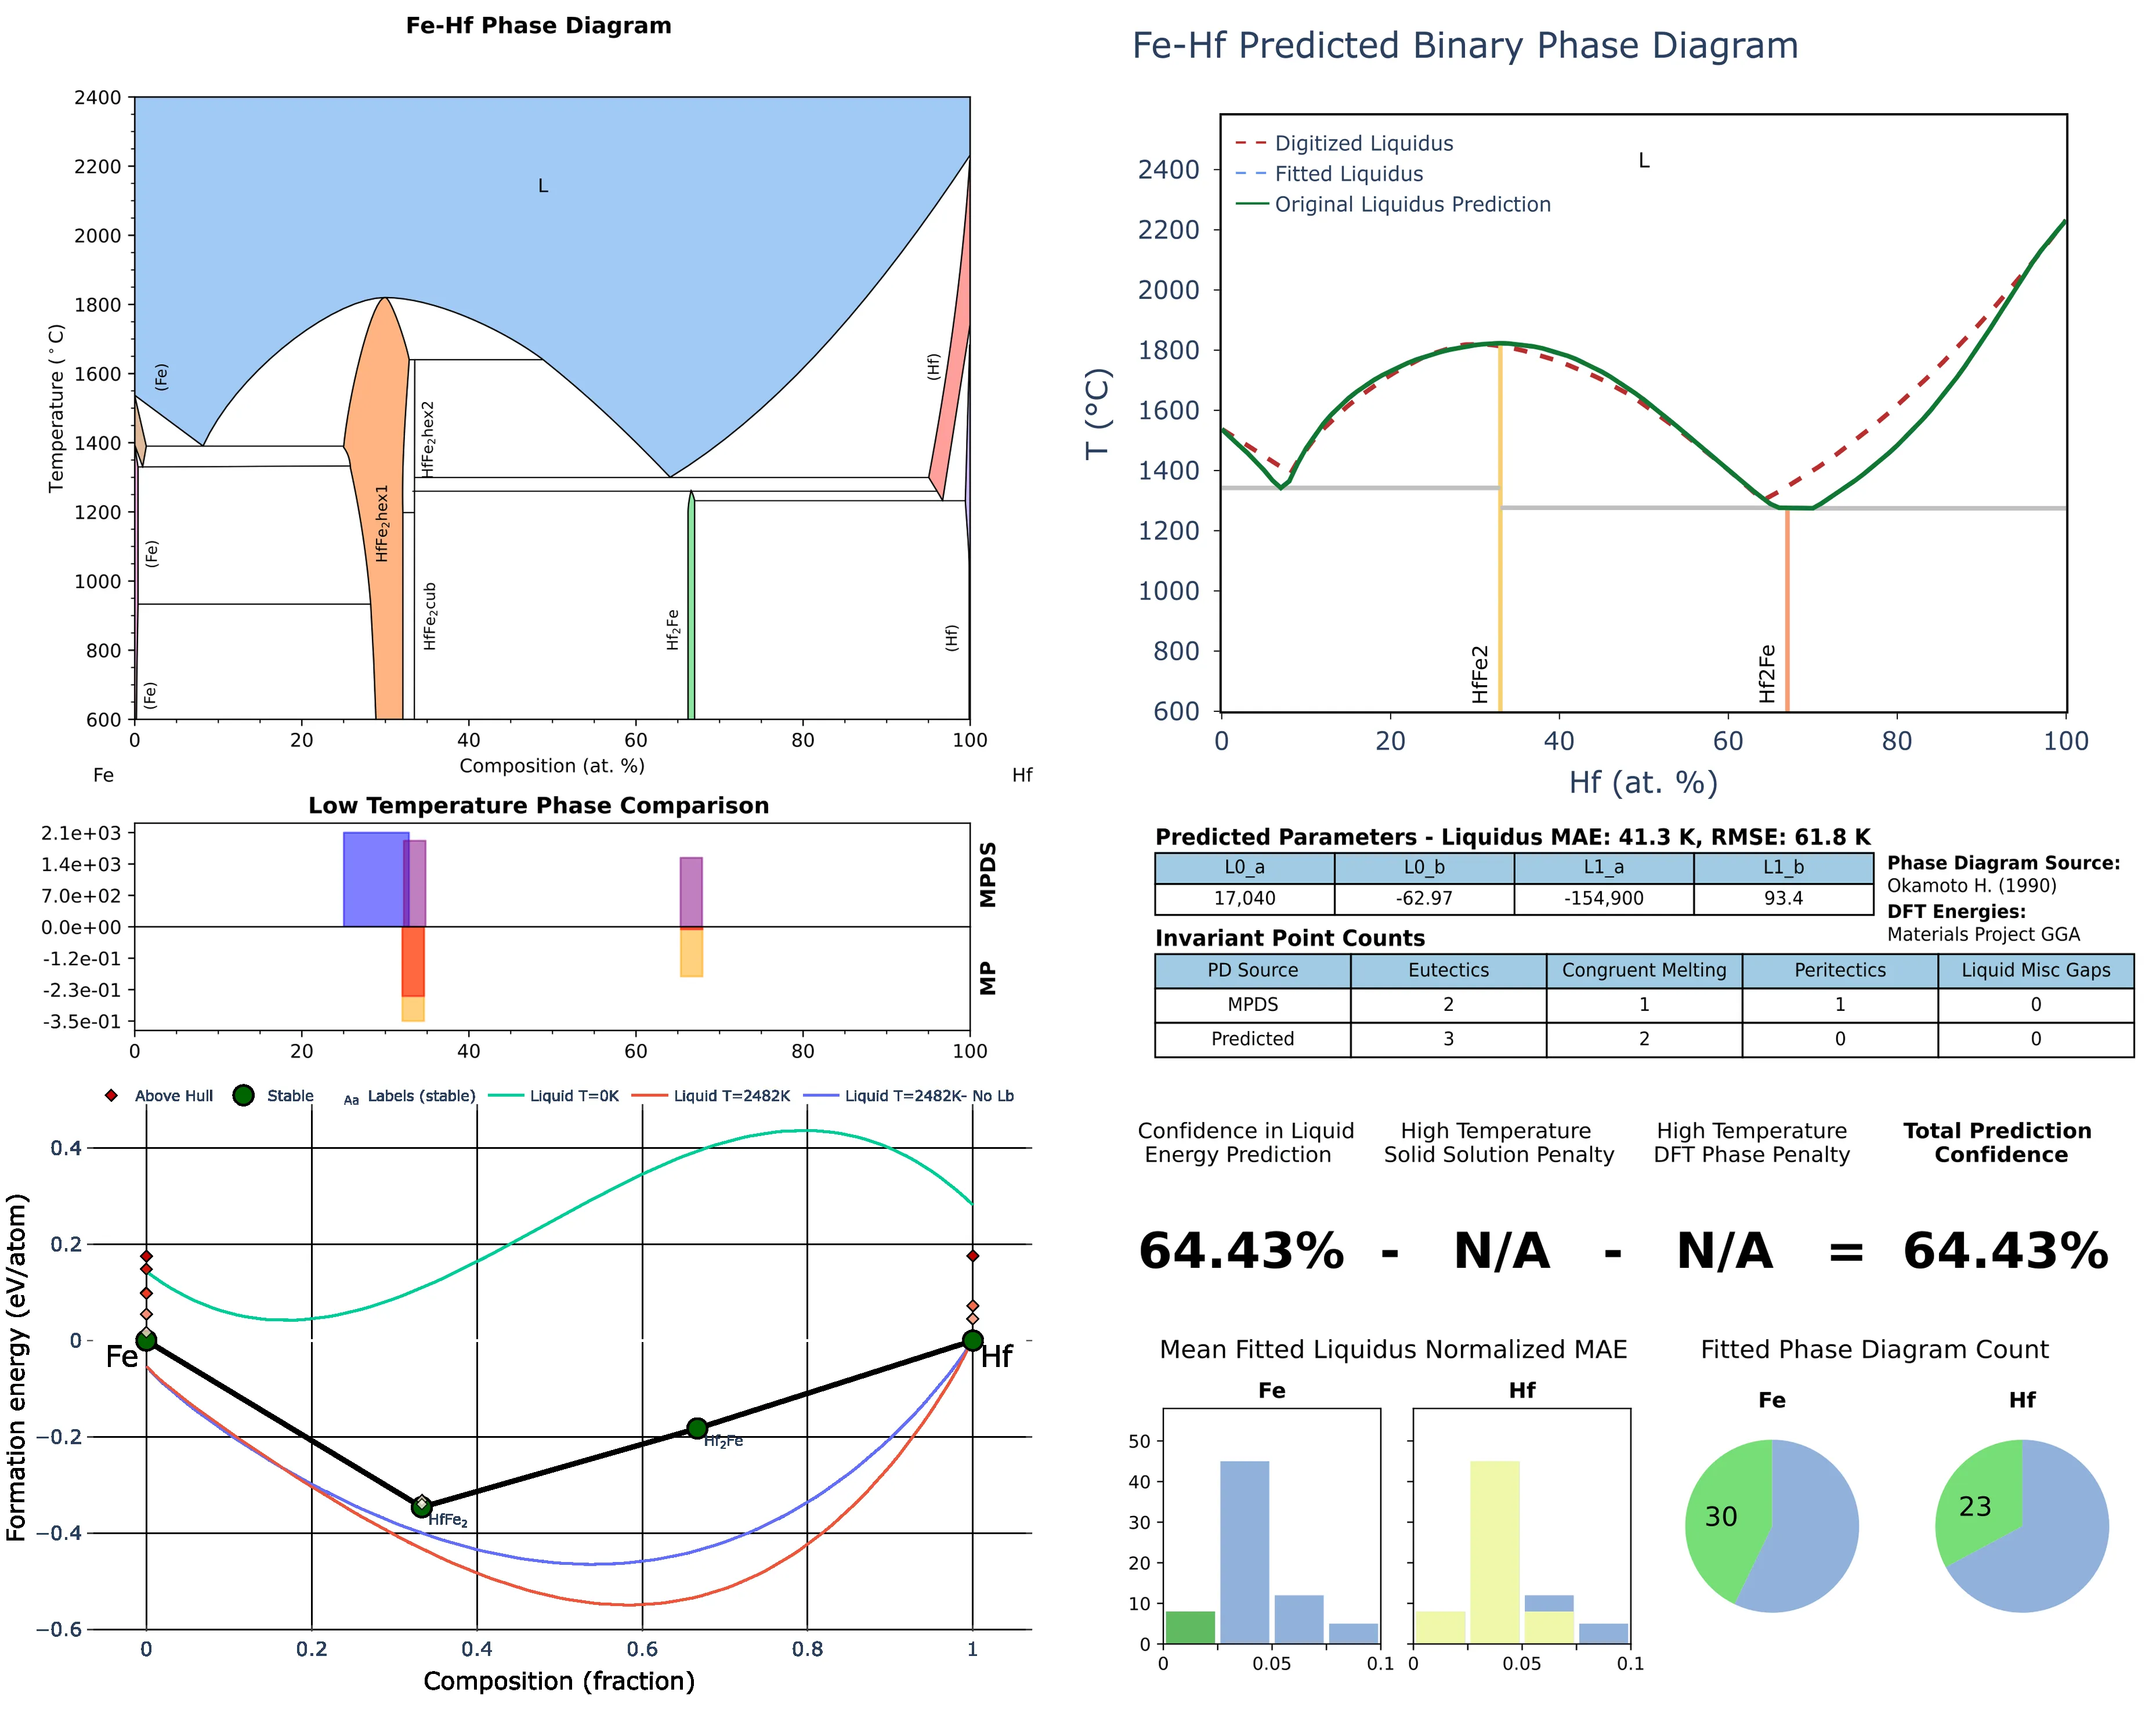 Fe-Hf Phase Diagram
2400
2200
2000
1800
1600
1400
1200
1000
800
600
Temperature (°C)
L
(Fe)
(Fe)
(Fe)
HfFe2hex1
HfFe2hex2
HfFe2cub
Hf2Fe
(Hf)
(Hf)
0 20 40 60 80 100
Composition (at. %)
Fe Hf
Low Temperature Phase Comparison
2.1e+03
1.4e+03
7.0e+02
0.0e+00
-1.2e-01
-2.3e-01
-3.5e-01
MPDS
MP
0 20 40 60 80 100
Above Hull Stable Aa Labels (stable) Liquid T=0K Liquid T=2482K Liquid T=2482K- No Lb
0.4
0.2
0
−0.2
−0.4
−0.6
Formation energy (eV/atom)
Fe
Hf
Hf2Fe
HfFe2
0 0.2 0.4 0.6 0.8 1
Composition (fraction)
Fe-Hf Predicted Binary Phase Diagram
Digitized Liquidus
Fitted Liquidus
Original Liquidus Prediction
L
2400
2200
2000
1800
1600
1400
1200
1000
800
600
T (°C)
HfFe2
Hf2Fe
0 20 40 60 80 100
Hf (at. %)
Predicted Parameters - Liquidus MAE: 41.3 K, RMSE: 61.8 K
L0_a L0_b L1_a L1_b
17,040 -62.97 -154,900 93.4
Phase Diagram Source:
Okamoto H. (1990)
DFT Energies:
Materials Project GGA
Invariant Point Counts
PD Source Eutectics Congruent Melting Peritectics Liquid Misc Gaps
MPDS 2 1 1 0
Predicted 3 2 0 0
Confidence in Liquid
Energy Prediction
High Temperature
Solid Solution Penalty
High Temperature
DFT Phase Penalty
Total Prediction
Confidence
64.43% - N/A - N/A = 64.43%
Mean Fitted Liquidus Normalized MAE
Fe
Hf
50
40
30
20
10
0
0 0.05 0.1
0 0.05 0.1
Fitted Phase Diagram Count
Fe
Hf
30
23